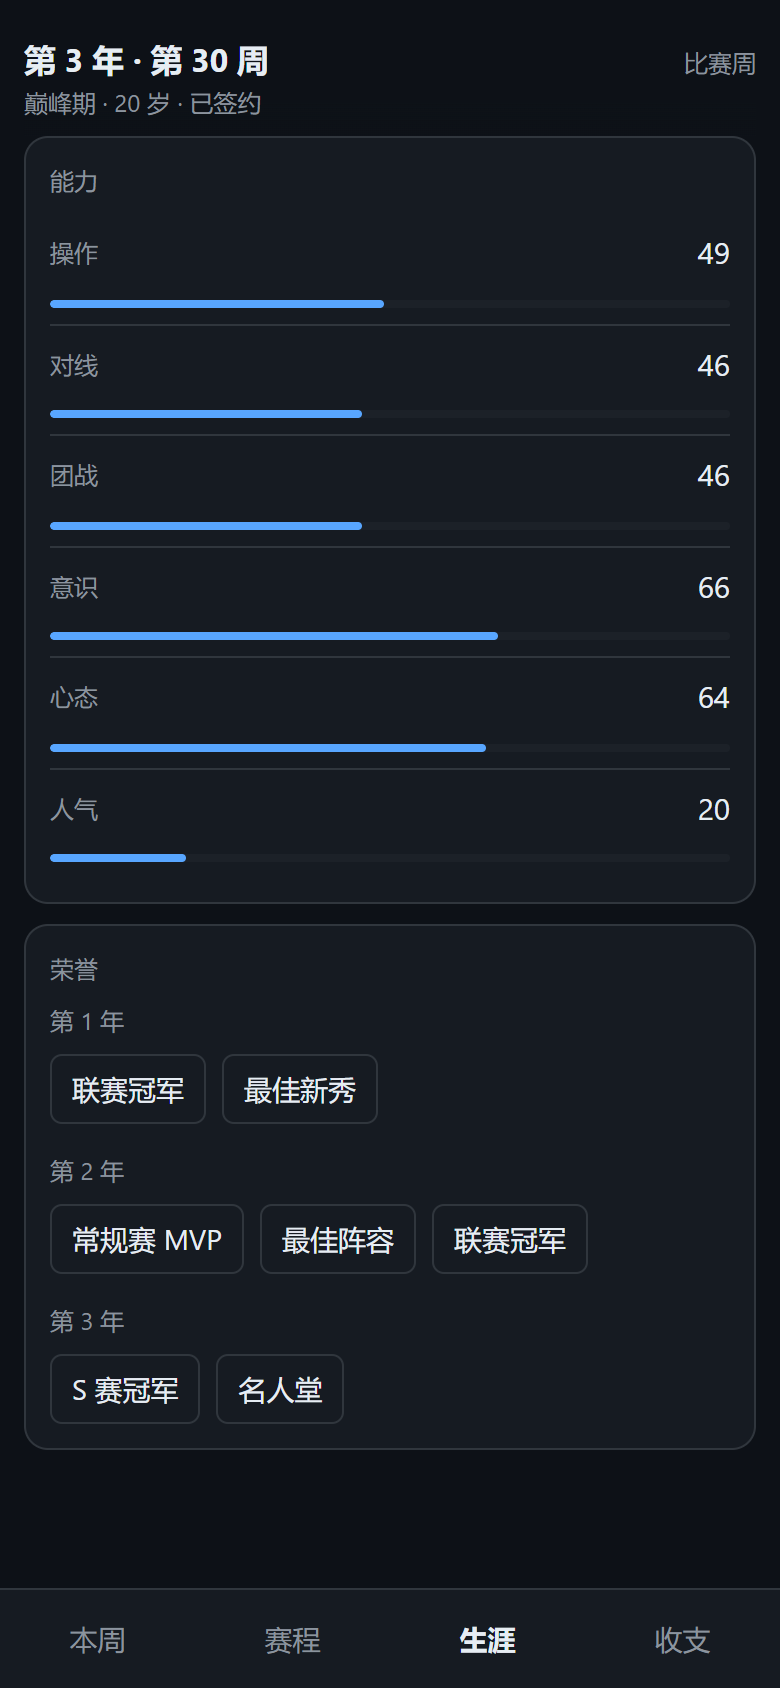 第 3 年 · 第 30 周
比赛周
巅峰期 · 20 岁 · 已签约
能力
操作 49
对线 46
团战 46
意识 66
心态 64
人气 20
荣誉
第 1 年
联赛冠军 最佳新秀
第 2 年
常规赛 MVP 最佳阵容 联赛冠军
第 3 年
S 赛冠军 名人堂
本周 赛程 生涯 收支